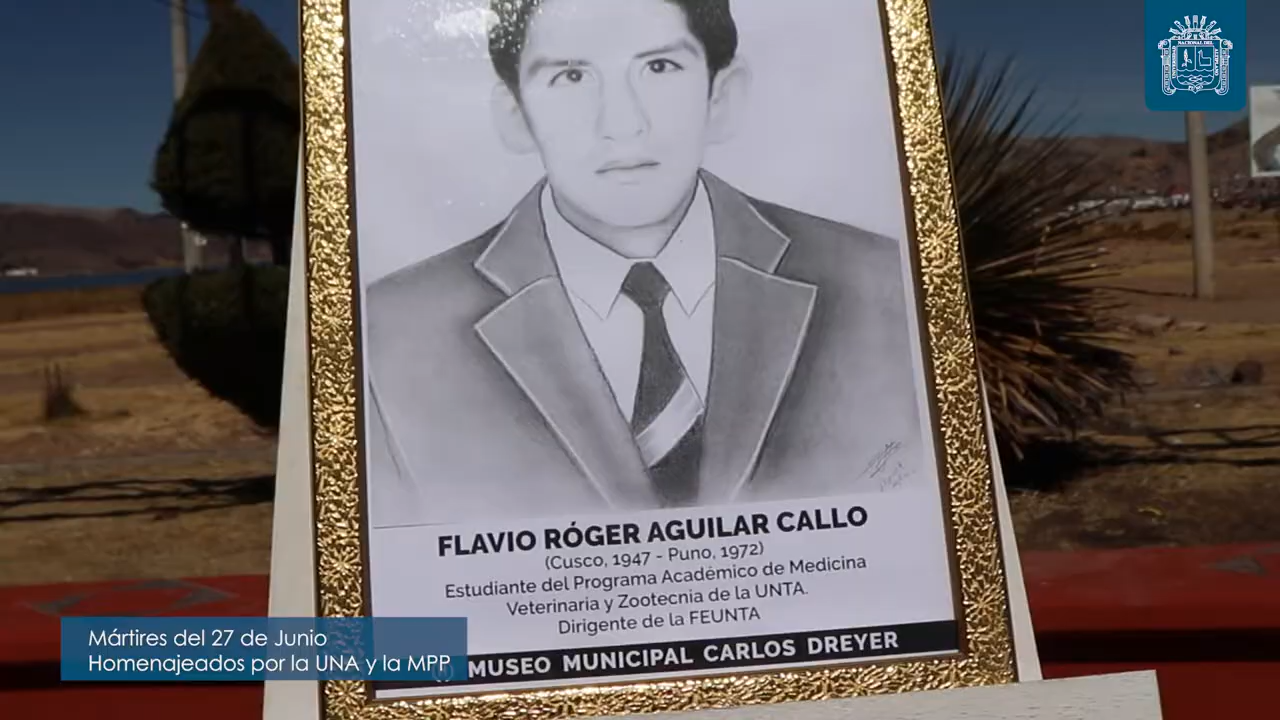 FLAVIO RÓGER AGUILAR CALLO
(Cusco, 1947 - Puno, 1972)
Estudiante del Programa Académico de Medicina
Veterinaria y Zootecnia de la UNTA.
Dirigente de la FEUNTA
MUSEO MUNICIPAL CARLOS DREYER
Mártires del 27 de Junio
Homenajeados por la UNA y la MPP